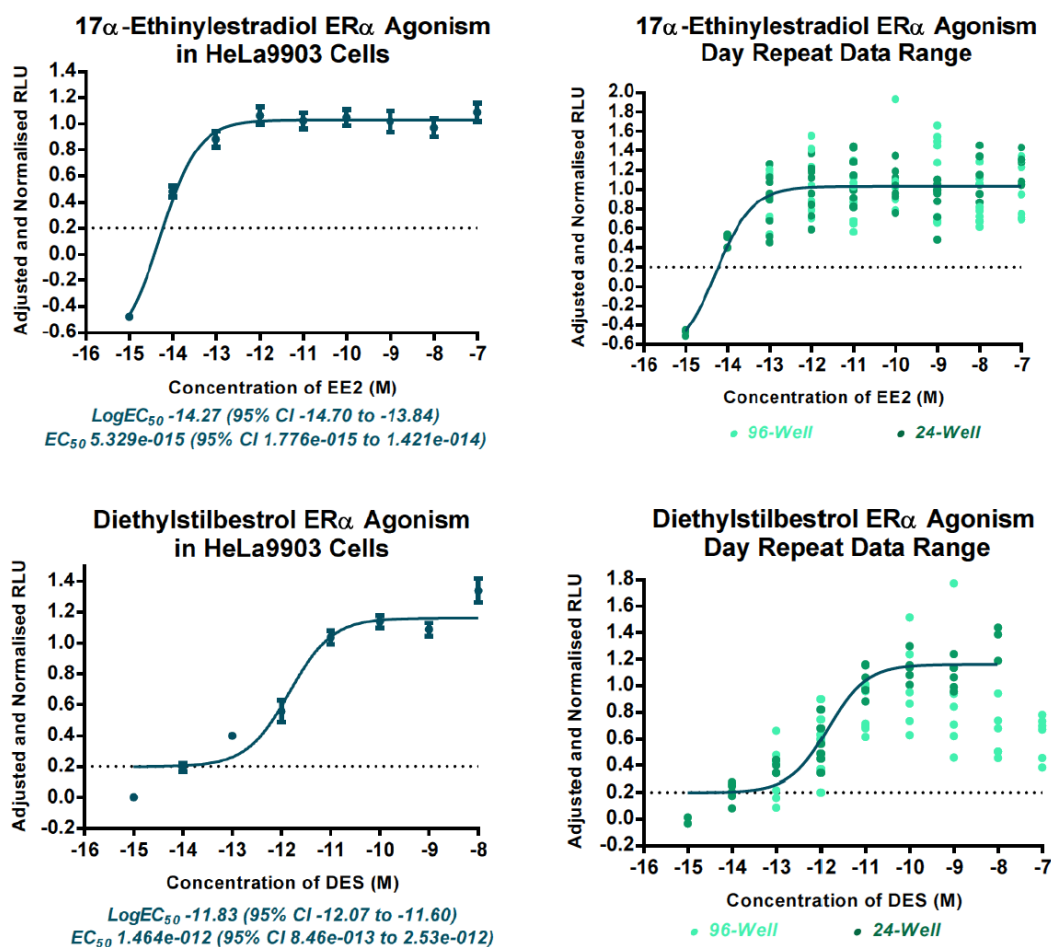 17α-Ethinylestradiol ERα Agonism
in HeLa9903 Cells
Adjusted and Normalised RLU
1.4
1.2
1.0
0.8
0.6
0.4
0.2
0.0
-0.2
-0.4
-0.6
-16 -15 -14 -13 -12 -11 -10 -9 -8 -7
Concentration of EE2 (M)
LogEC50 -14.27 (95% CI -14.70 to -13.84)
EC50 5.329e-015 (95% CI 1.776e-015 to 1.421e-014)
17α-Ethinylestradiol ERα Agonism
Day Repeat Data Range
Adjusted and Normalised RLU
2.0
1.8
1.6
1.4
1.2
1.0
0.8
0.6
0.4
0.2
0.0
-0.2
-0.4
-0.6
-16 -15 -14 -13 -12 -11 -10 -9 -8 -7
Concentration of EE2 (M)
96-Well 24-Well
Diethylstilbestrol ERα Agonism
in HeLa9903 Cells
Adjusted and Normalised RLU
1.4
1.2
1.0
0.8
0.6
0.4
0.2
0.0
-0.2
-16 -15 -14 -13 -12 -11 -10 -9 -8
Concentration of DES (M)
LogEC50 -11.83 (95% CI -12.07 to -11.60)
EC50 1.464e-012 (95% CI 8.46e-013 to 2.53e-012)
Diethylstilbestrol ERα Agonism
Day Repeat Data Range
Adjusted and Normalised RLU
1.8
1.6
1.4
1.2
1.0
0.8
0.6
0.4
0.2
0.0
-0.2
-16 -15 -14 -13 -12 -11 -10 -9 -8 -7
Concentration of DES (M)
96-Well 24-Well